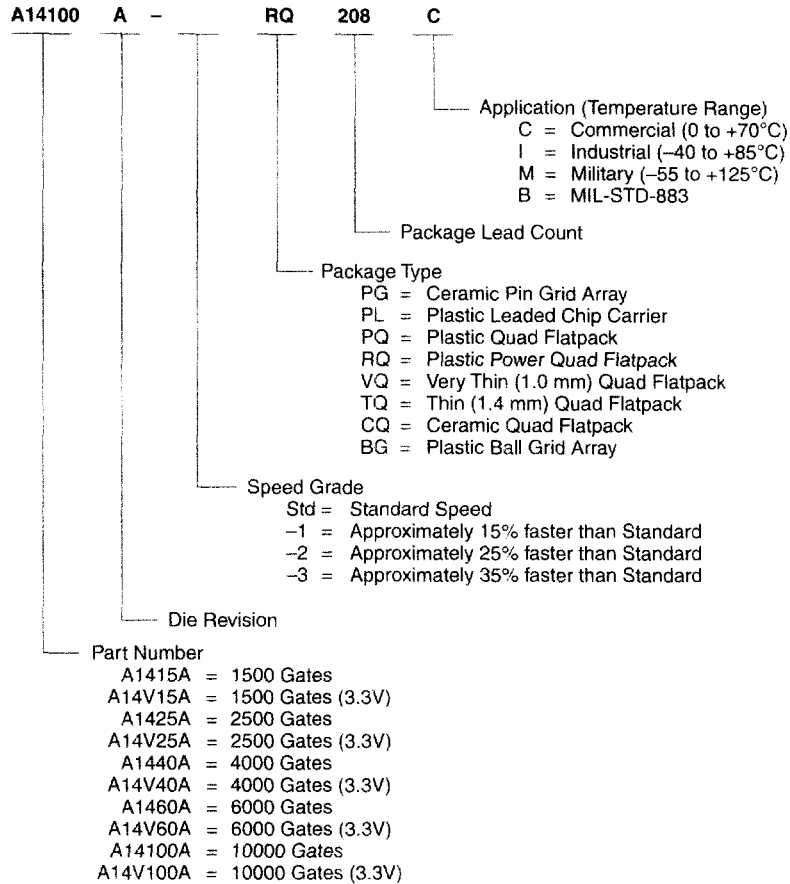 A14100 A – RQ 208 C
Application (Temperature Range)
C = Commercial (0 to +70°C)
I = Industrial (–40 to +85°C)
M = Military (–55 to +125°C)
B = MIL-STD-883
Package Lead Count
Package Type
PG = Ceramic Pin Grid Array
PL = Plastic Leaded Chip Carrier
PQ = Plastic Quad Flatpack
RQ = Plastic Power Quad Flatpack
VQ = Very Thin (1.0 mm) Quad Flatpack
TQ = Thin (1.4 mm) Quad Flatpack
CQ = Ceramic Quad Flatpack
BG = Plastic Ball Grid Array
Speed Grade
Std = Standard Speed
–1 = Approximately 15% faster than Standard
–2 = Approximately 25% faster than Standard
–3 = Approximately 35% faster than Standard
Die Revision
Part Number
A1415A = 1500 Gates
A14V15A = 1500 Gates (3.3V)
A1425A = 2500 Gates
A14V25A = 2500 Gates (3.3V)
A1440A = 4000 Gates
A14V40A = 4000 Gates (3.3V)
A1460A = 6000 Gates
A14V60A = 6000 Gates (3.3V)
A14100A = 10000 Gates
A14V100A = 10000 Gates (3.3V)